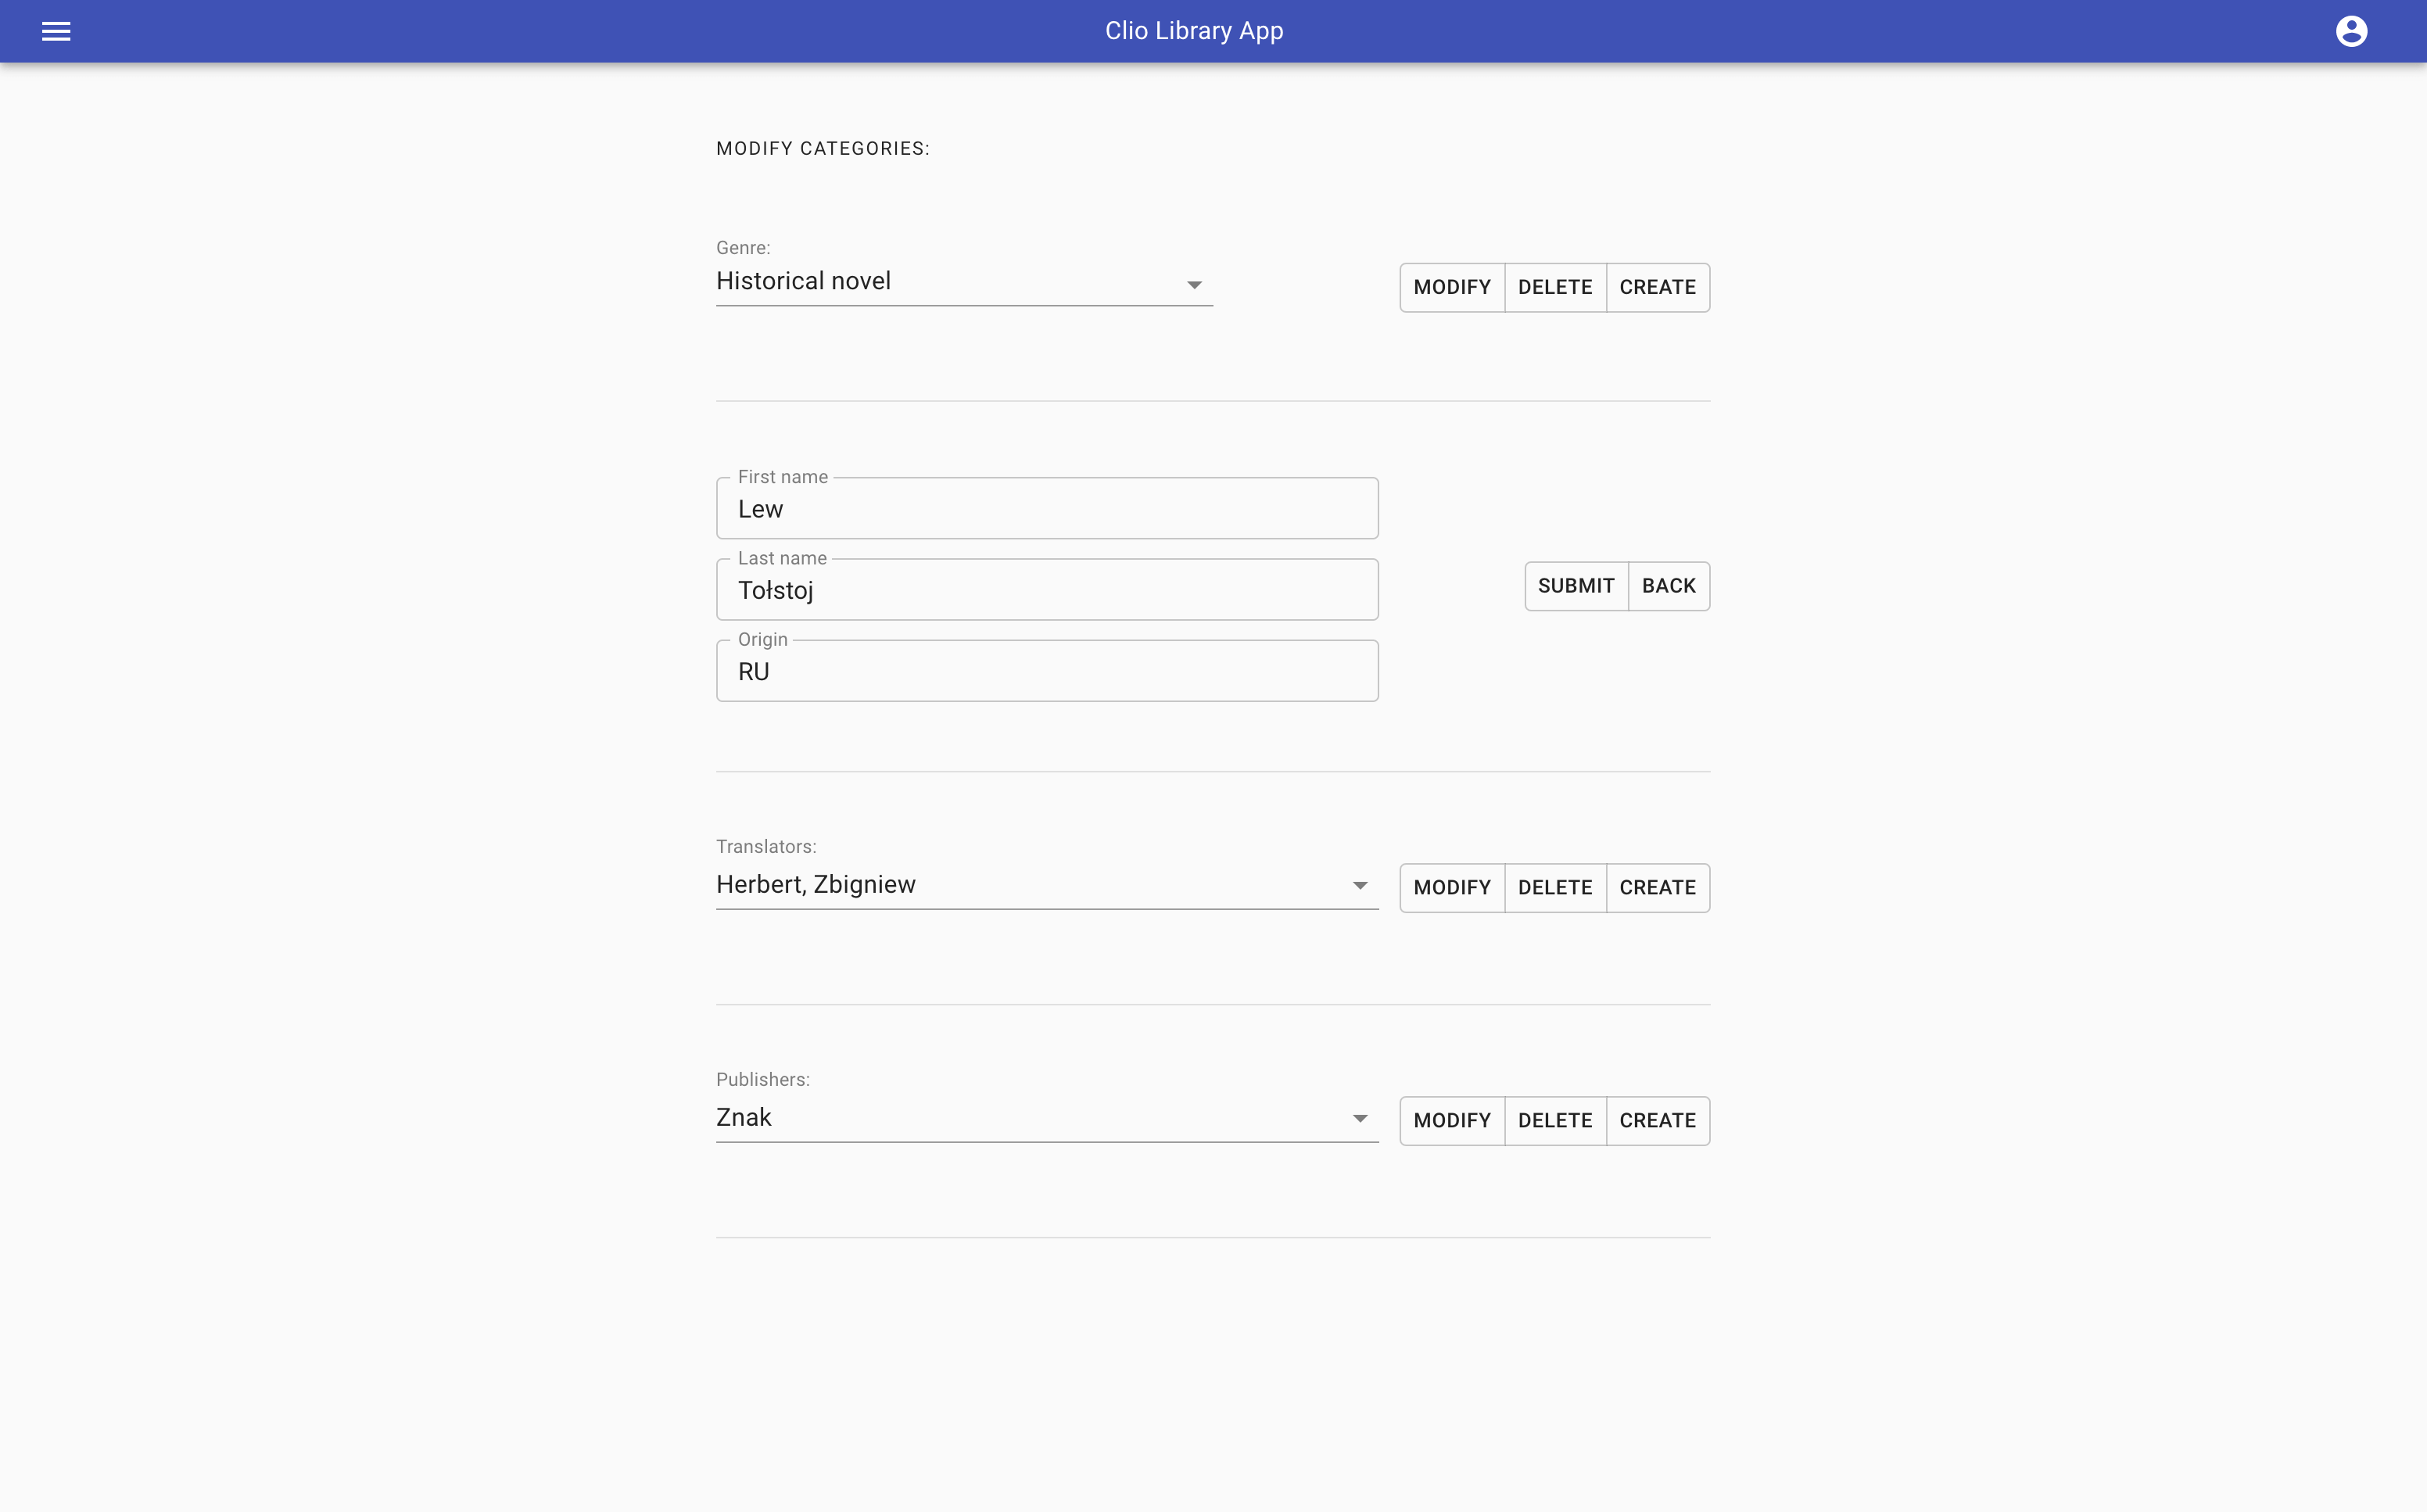 Clio Library App
MODIFY CATEGORIES:
Genre:
Historical novel
MODIFY DELETE CREATE
First name
Lew
Last name
Tołstoj
SUBMIT BACK
Origin
RU
Translators:
Herbert, Zbigniew
MODIFY DELETE CREATE
Publishers:
Znak
MODIFY DELETE CREATE